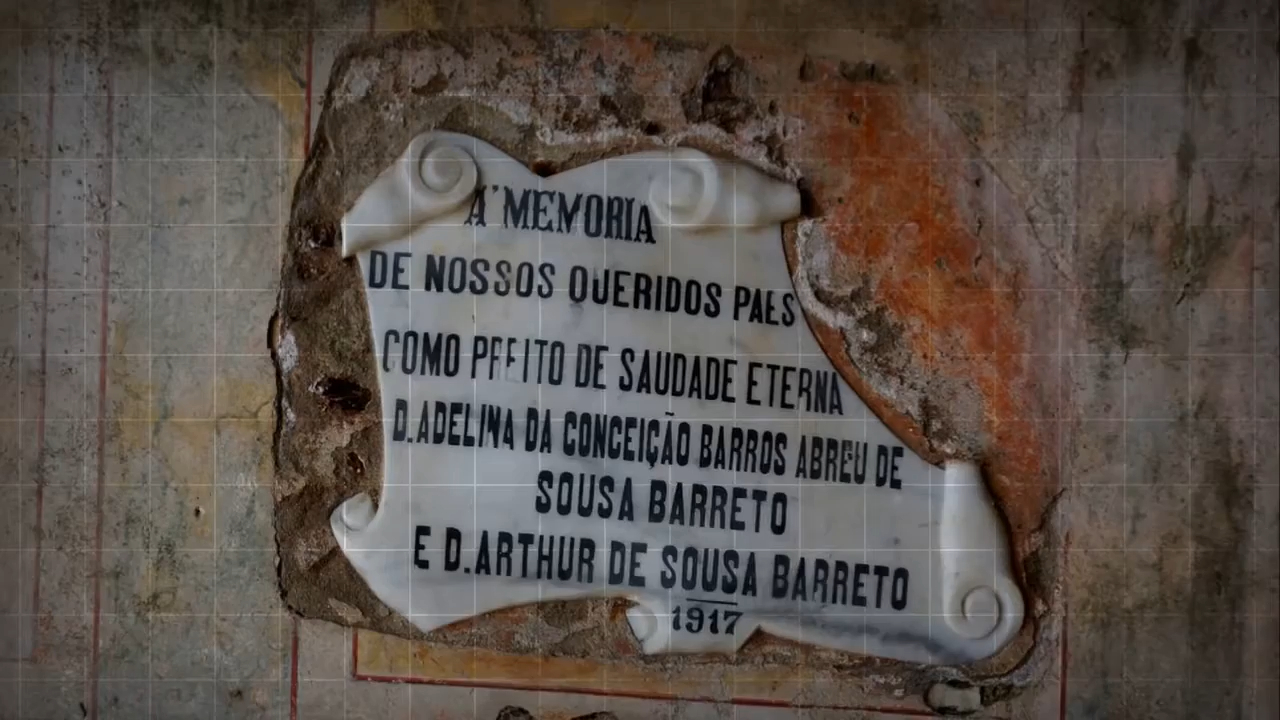 A' MEMORIA
DE NOSSOS QUERIDOS PAES
COMO PREITO DE SAUDADE ETERNA
D. ADELINA DA CONCEIÇÃO BARROS ABREU DE
SOUSA BARRETO
E D. ARTHUR DE SOUSA BARRETO
1917